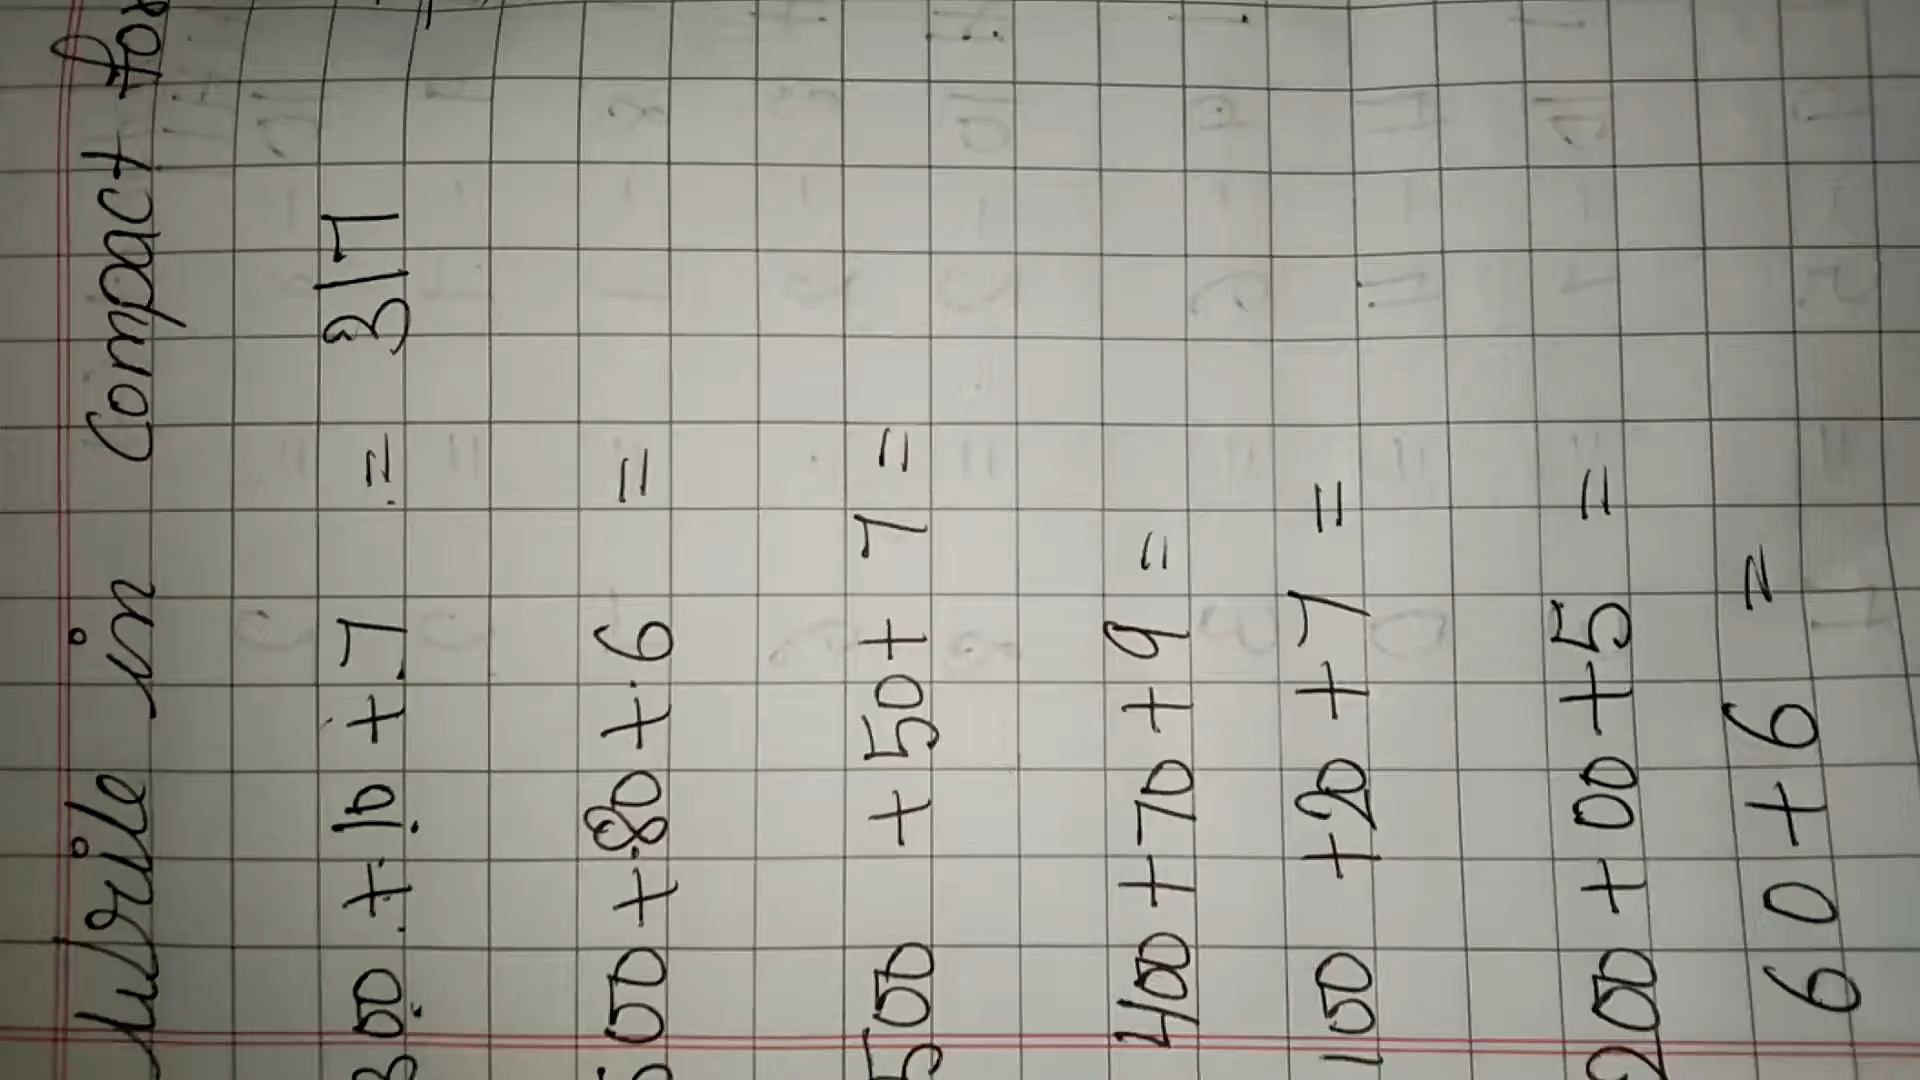 Write in Compact for
300 + 10 + 7 = 317
00 + 80 + 6 =
500 + 50 + 7 =
400 + 70 + 9 =
100 + 20 + 7 =
200 + 00 + 5 =
60 + 6 =